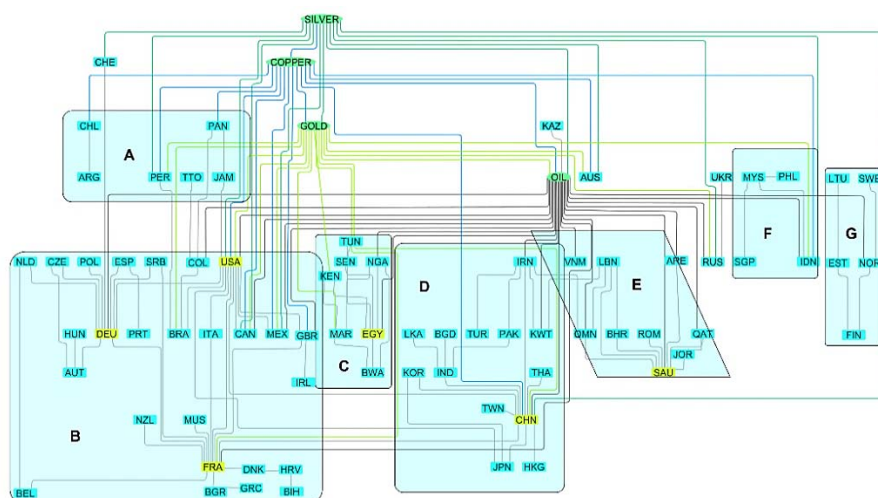 SILVER
CHE
COPPER
CHL
PAN
GOLD
KAZ
A
ARG
PER
TTO
JAM
OIL
AUS
UKR
MYS
PHL
LTU
SWE
F
G
TUN
NLD
CZE
POL
ESP
SRB
COL
USA
SEN
NGA
KEN
IRN
VNM
LBN
ARE
RUS
SGP
IDN
EST
NOR
D
E
HUN
DEU
PRT
BRA
ITA
CAN
MEX
GBR
MAR
EGY
LKA
BGD
TUR
PAK
KWT
OMN
BHR
ROM
QAT
FIN
JOR
AUT
C
BWA
KOR
IND
THA
SAU
IRL
B
NZL
MUS
TWN
CHN
FRA
DNK
HRV
JPN
HKG
BEL
BGR
GRC
BIH